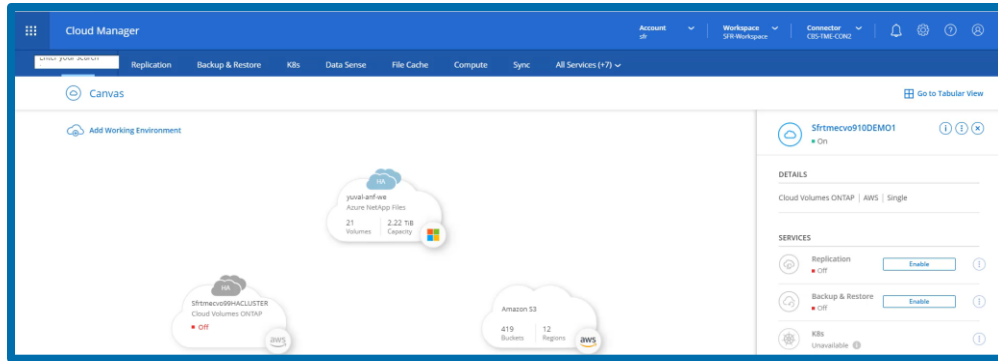 Cloud Manager
Account
sfr
Workspace
SFR-Workspace
Connector
CBS-TME-CON2
Enter your search
Replication
Backup & Restore
K8s
Data Sense
File Cache
Compute
Sync
All Services (+7)
Canvas
Go to Tabular View
Add Working Environment
HA
yuval-anf-we
Azure NetApp Files
21 2.22 TiB
Volumes Capacity
HA
Sfrtmecvo99HACLUSTER
Cloud Volumes ONTAP
Off
aws
Amazon S3
419 12
Buckets Regions
aws
Sfrtmecvo910DEMO1
On
DETAILS
Cloud Volumes ONTAP | AWS | Single
SERVICES
Replication
Off
Enable
Backup & Restore
Off
Enable
K8s
Unavailable